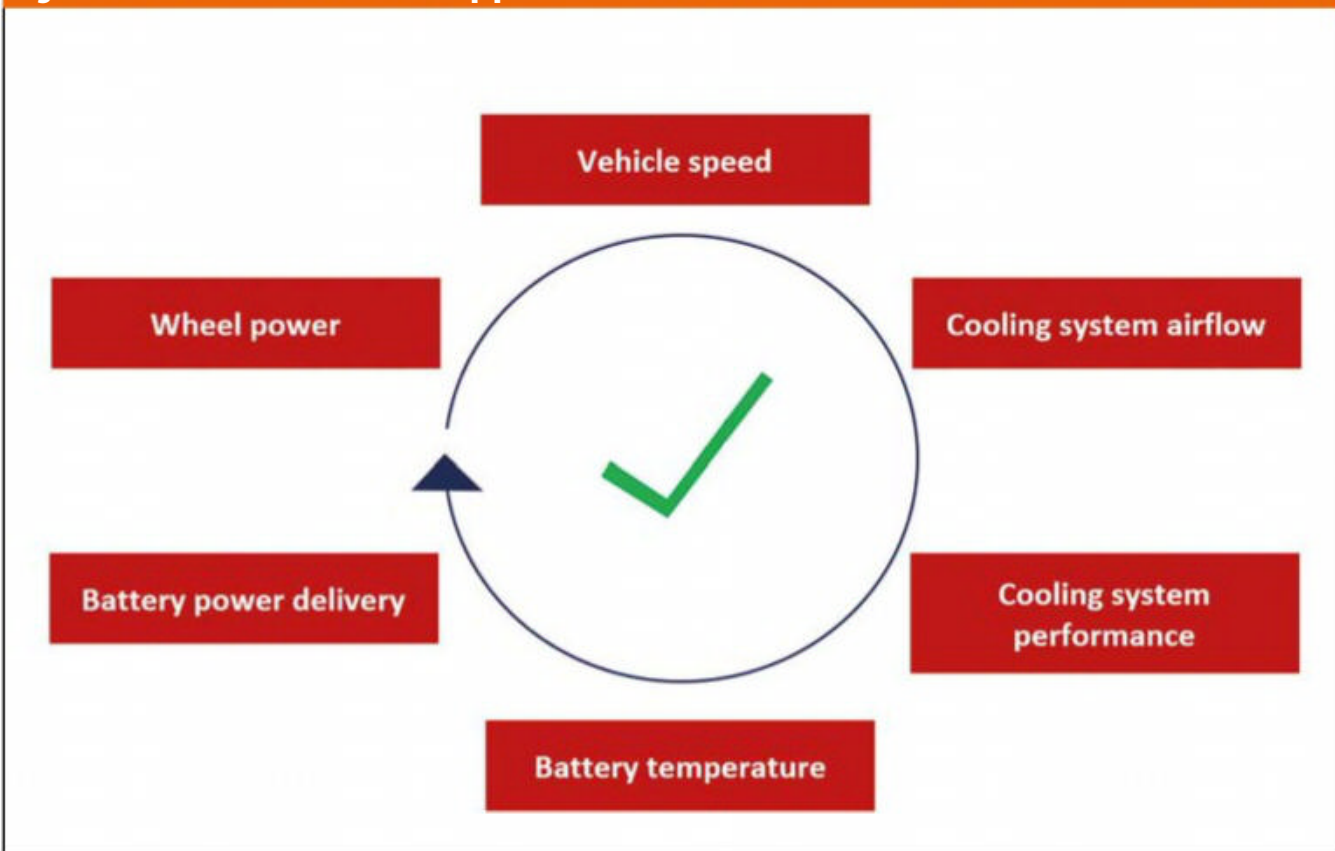 Vehicle speed
Wheel power
Cooling system airflow
Battery power delivery
Cooling system
performance
Battery temperature